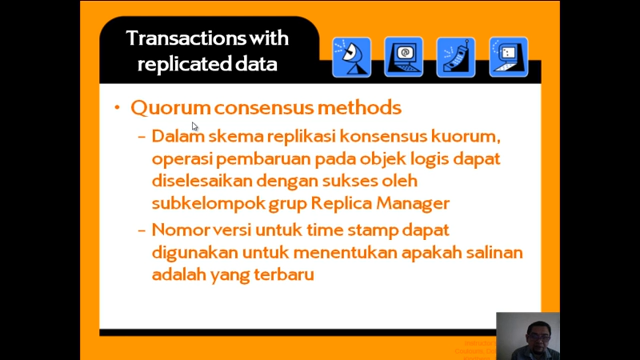 Transactions with
replicated data
• Quorum consensus methods
– Dalam skema replikasi konsensus kuorum,
operasi pembaruan pada objek logis dapat
diselesaikan dengan sukses oleh
subkelompok grup Replica Manager
– Nomor versi untuk time stamp dapat
digunakan untuk menentukan apakah salinan
adalah yang terbaru